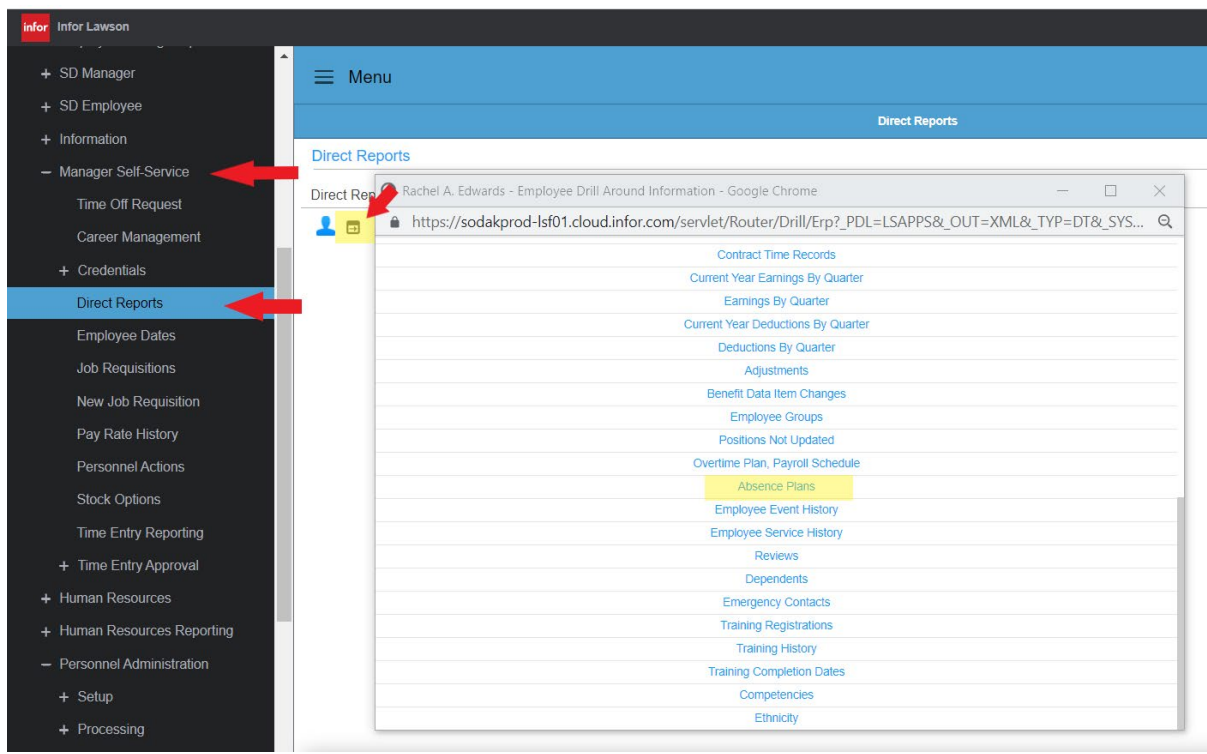 infor Infor Lawson
+ SD Manager
+ SD Employee
+ Information
− Manager Self-Service
Time Off Request
Career Management
+ Credentials
Direct Reports
Employee Dates
Job Requisitions
New Job Requisition
Pay Rate History
Personnel Actions
Stock Options
Time Entry Reporting
+ Time Entry Approval
+ Human Resources
+ Human Resources Reporting
− Personnel Administration
+ Setup
+ Processing
Menu
Direct Reports
Direct Reports
Direct Rep
Rachel A. Edwards - Employee Drill Around Information - Google Chrome
https://sodakprod-lsf01.cloud.infor.com/servlet/Router/Drill/Erp?_PDL=LSAPPS&_OUT=XML&_TYP=DT&_SYS...
Contract Time Records
Current Year Earnings By Quarter
Earnings By Quarter
Current Year Deductions By Quarter
Deductions By Quarter
Adjustments
Benefit Data Item Changes
Employee Groups
Positions Not Updated
Overtime Plan, Payroll Schedule
Absence Plans
Employee Event History
Employee Service History
Reviews
Dependents
Emergency Contacts
Training Registrations
Training History
Training Completion Dates
Competencies
Ethnicity